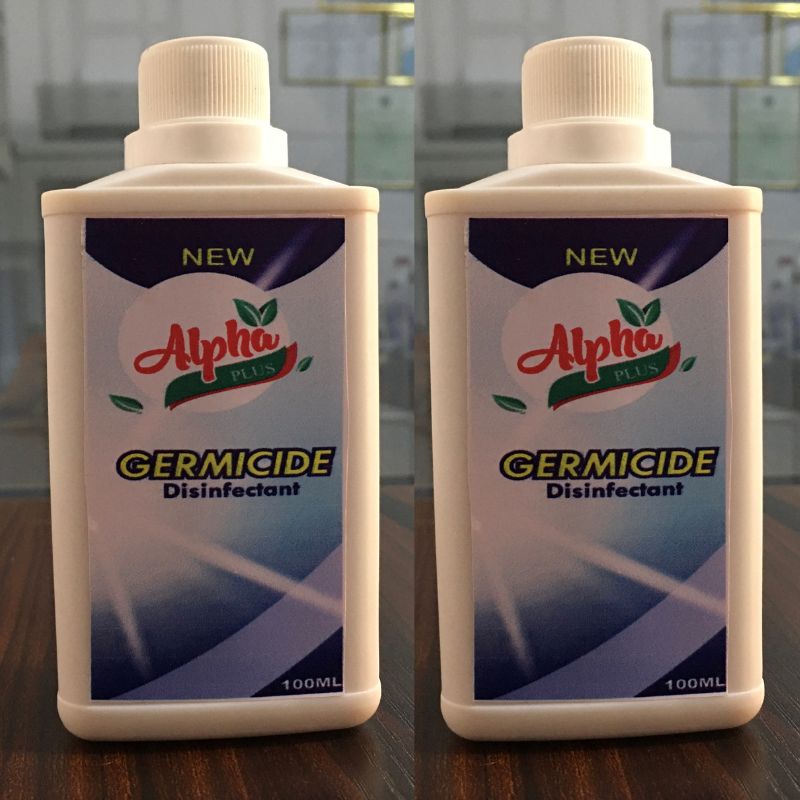 NEW
Alpha
PLUS
GERMICIDE
Disinfectant
100ML
NEW
Alpha
PLUS
GERMICIDE
Disinfectant
100ML